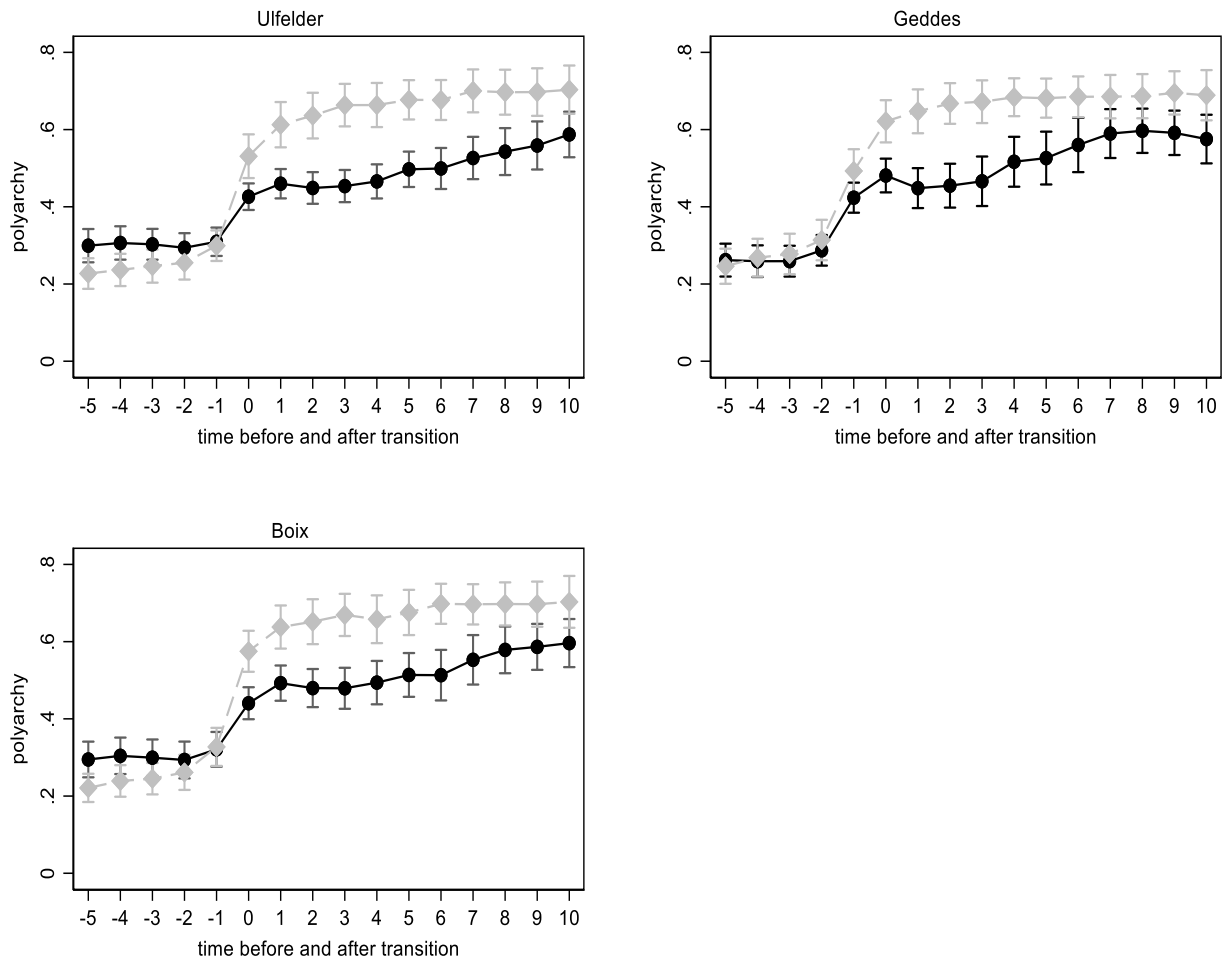 Ulfelder
polyarchy
.8
.6
.4
.2
0
-5 -4 -3 -2 -1 0 1 2 3 4 5 6 7 8 9 10
time before and after transition
Geddes
polyarchy
.8
.6
.4
.2
0
-5 -4 -3 -2 -1 0 1 2 3 4 5 6 7 8 9 10
time before and after transition
Boix
polyarchy
.8
.6
.4
.2
0
-5 -4 -3 -2 -1 0 1 2 3 4 5 6 7 8 9 10
time before and after transition